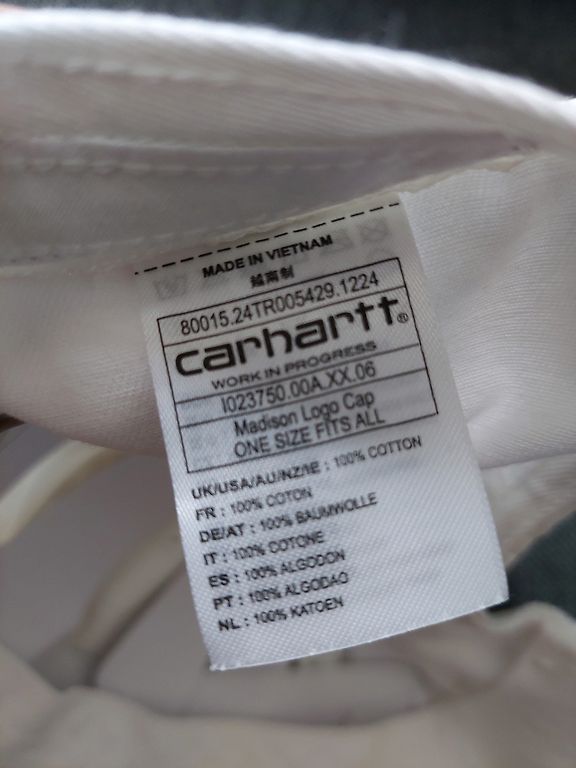 MADE IN VIETNAM
越南制
80015.24TR005429.1224
carhartt®
WORK IN PROGRESS
I023750.00A.XX.06
Madison Logo Cap
ONE SIZE FITS ALL
UK/USA/AU/NZ/IE : 100% COTTON
FR : 100% COTON
DE/AT : 100% BAUMWOLLE
IT : 100% COTONE
ES : 100% ALGODON
PT : 100% ALGODAO
NL : 100% KATOEN